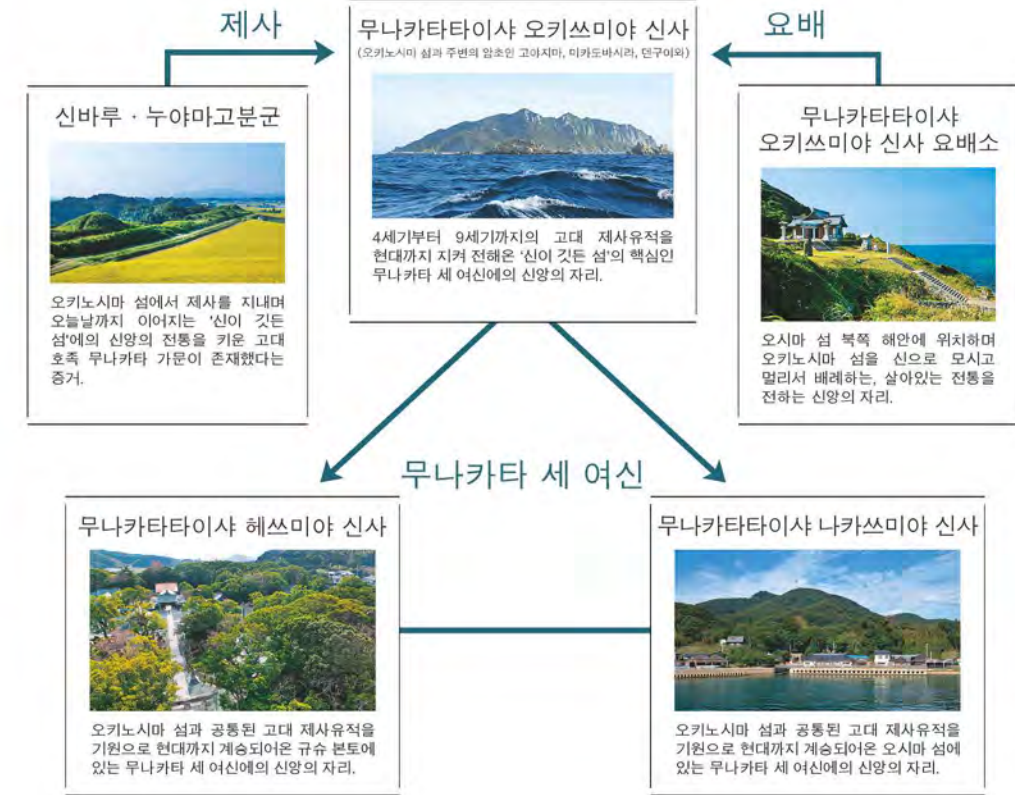 제사
요배
무나카타타이샤 오키쓰미야 신사
(오키노시마 섬과 주변의 암초인 고야지마, 미카도바시라, 덴구이와)
4세기부터 9세기까지의 고대 제사유적을
현대까지 지켜 전해온 '신이 깃든 섬'의 핵심인
무나카타 세 여신에의 신앙의 자리.
신바루 · 누야마고분군
오키노시마 섬에서 제사를 지내며
오늘날까지 이어지는 '신이 깃든
섬'에의 신앙의 전통을 키운 고대
호족 무나카타 가문이 존재했다는
증거.
무나카타타이샤
오키쓰미야 신사 요배소
오시마 섬 북쪽 해안에 위치하며
오키노시마 섬을 신으로 모시고
멀리서 배례하는, 살아있는 전통을
전하는 신앙의 자리.
무나카타 세 여신
무나카타타이샤 헤쓰미야 신사
오키노시마 섬과 공통된 고대 제사유적을
기원으로 현대까지 계승되어온 규슈 본토에
있는 무나카타 세 여신에의 신앙의 자리.
무나카타타이샤 나카쓰미야 신사
오키노시마 섬과 공통된 고대 제사유적을
기원으로 현대까지 계승되어온 오시마 섬에
있는 무나카타 세 여신에의 신앙의 자리.